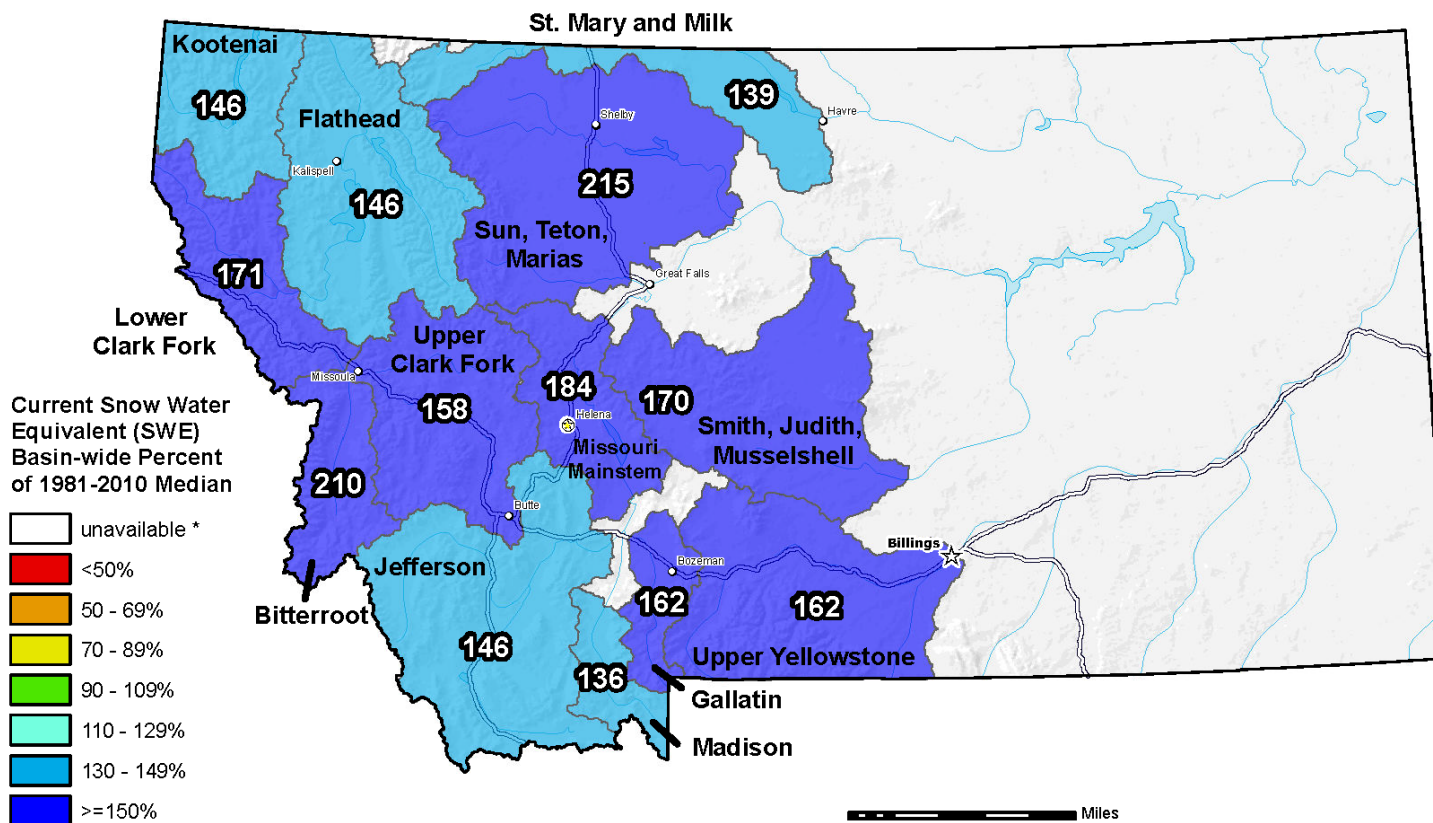 St. Mary and Milk
Kootenai
146
139
Havre
Flathead
Shelby
Kalispell
146
215
Sun, Teton,
Marias
171
Great Falls
Lower
Clark Fork
Upper
Clark Fork
Missoula
184
170
158
Helena
Smith, Judith,
Musselshell
Missouri
Mainstem
Current Snow Water
Equivalent (SWE)
Basin-wide Percent
of 1981-2010 Median
210
Butte
unavailable *
<50%
50 - 69%
70 - 89%
90 - 109%
110 - 129%
130 - 149%
>=150%
Billings
Jefferson
Bozeman
Bitterroot
162
162
146
136
Upper Yellowstone
Gallatin
Madison
Miles